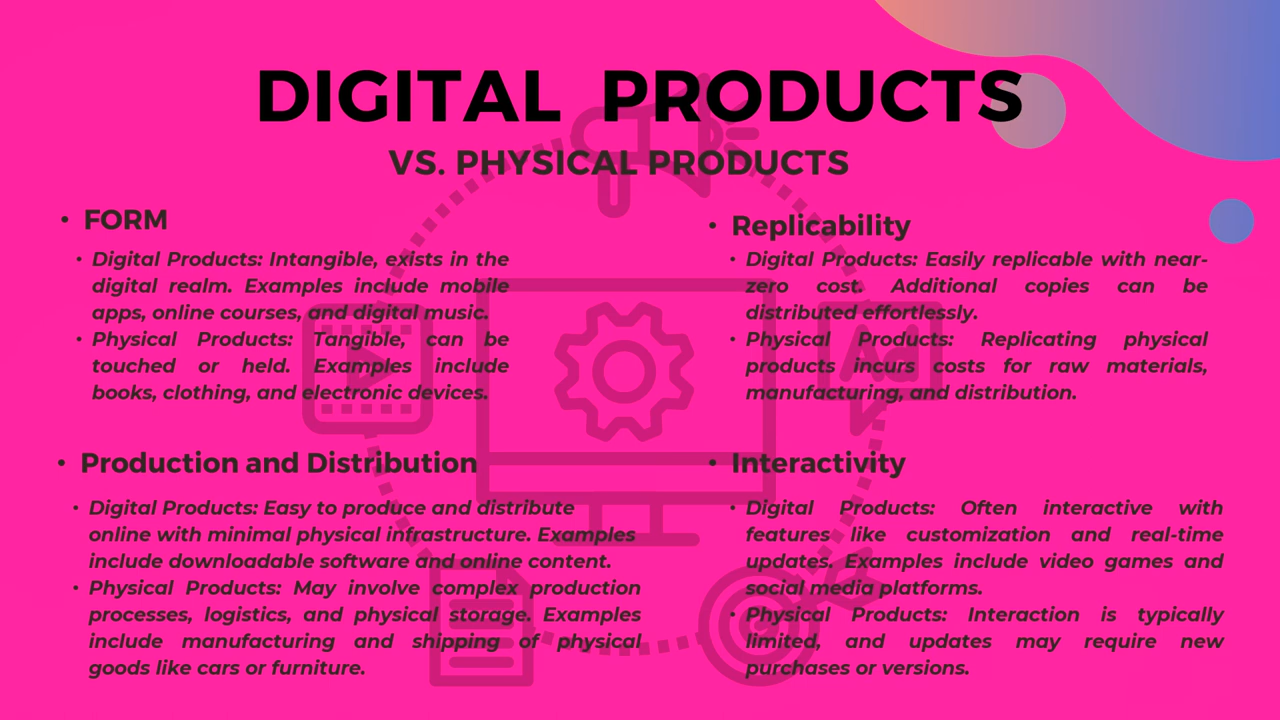 DIGITAL PRODUCTS
VS. PHYSICAL PRODUCTS
• FORM
• Digital Products: Intangible, exists in the
digital realm. Examples include mobile
apps, online courses, and digital music.
• Physical Products: Tangible, can be
touched or held. Examples include
books, clothing, and electronic devices.
• Production and Distribution
• Digital Products: Easy to produce and distribute
online with minimal physical infrastructure. Examples
include downloadable software and online content.
• Physical Products: May involve complex production
processes, logistics, and physical storage. Examples
include manufacturing and shipping of physical
goods like cars or furniture.
• Replicability
• Digital Products: Easily replicable with near-
zero cost. Additional copies can be
distributed effortlessly.
• Physical Products: Replicating physical
products incurs costs for raw materials,
manufacturing, and distribution.
• Interactivity
• Digital Products: Often interactive with
features like customization and real-time
updates. Examples include video games and
social media platforms.
• Physical Products: Interaction is typically
limited, and updates may require new
purchases or versions.
Ad